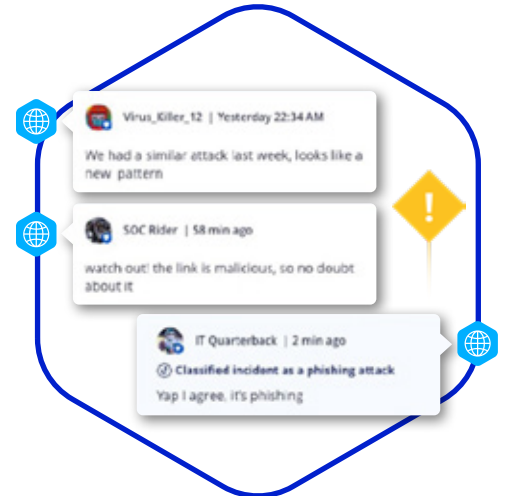 Virus_Killer_12 | Yesterday 22:34 AM
We had a similar attack last week, looks like a
new pattern
SOC Rider | 58 min ago
watch out! the link is malicious, so no doubt
about it
IT Quarterback | 2 min ago
Classified incident as a phishing attack
Yap I agree, it's phishing